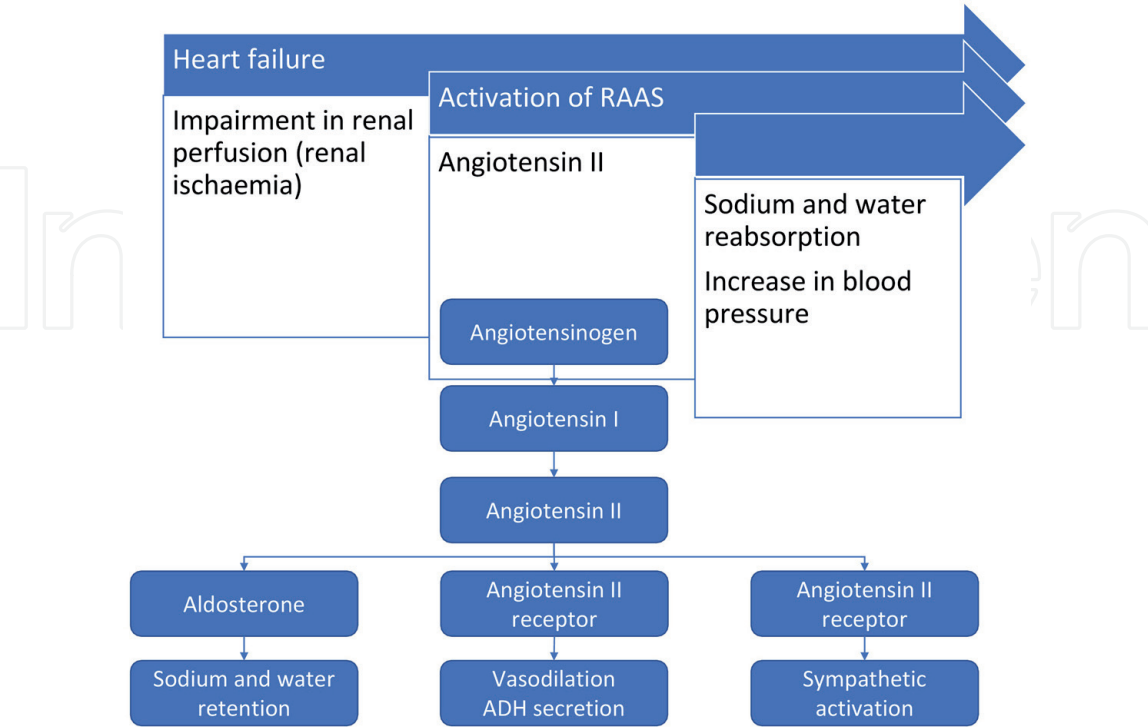 Heart failure
Impairment in renal
perfusion (renal
ischaemia)
Activation of RAAS
Angiotensin II
Sodium and water
reabsorption
Increase in blood
pressure
Angiotensinogen
Angiotensin I
Angiotensin II
Aldosterone
Angiotensin II
receptor
Angiotensin II
receptor
Sodium and water
retention
Vasodilation
ADH secretion
Sympathetic
activation